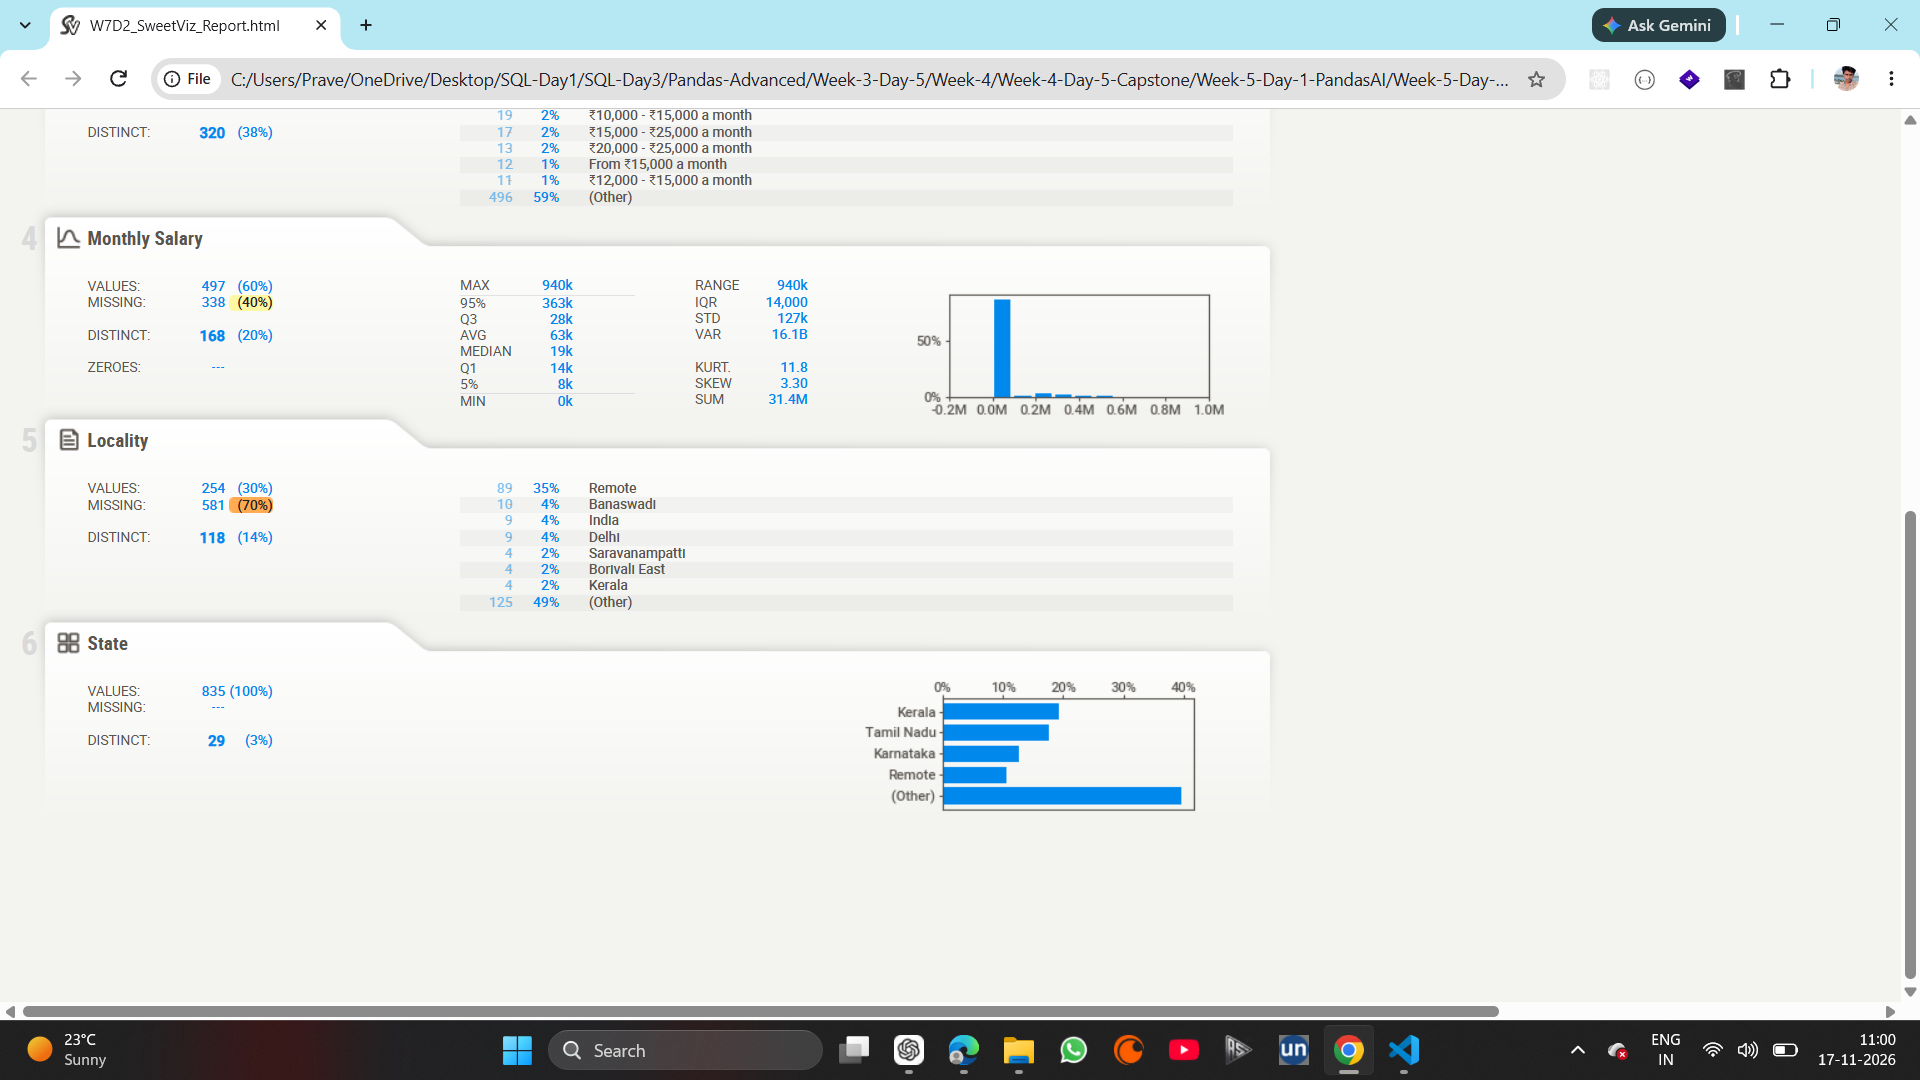 W7D2_SweetViz_Report.html
Ask Gemini
File
C:/Users/Prave/OneDrive/Desktop/SQL-Day1/SQL-Day3/Pandas-Advanced/Week-3-Day-5/Week-4/Week-4-Day-5-Capstone/Week-5-Day-1-PandasAI/Week-5-Day-...
19 2% ₹10,000 - ₹15,000 a month
DISTINCT: 320 (38%)
17 2% ₹15,000 - ₹25,000 a month
13 2% ₹20,000 - ₹25,000 a month
12 1% From ₹15,000 a month
11 1% ₹12,000 - ₹15,000 a month
496 59% (Other)
4 Monthly Salary
VALUES: 497 (60%)
MISSING: 338 (40%)
DISTINCT: 168 (20%)
ZEROES: ---
MAX 940k
95% 363k
Q3 28k
AVG 63k
MEDIAN 19k
Q1 14k
5% 8k
MIN 0k
RANGE 940k
IQR 14,000
STD 127k
VAR 16.1B
KURT. 11.8
SKEW 3.30
SUM 31.4M
50%
0%
-0.2M 0.0M 0.2M 0.4M 0.6M 0.8M 1.0M
5 Locality
VALUES: 254 (30%)
MISSING: 581 (70%)
DISTINCT: 118 (14%)
89 35% Remote
10 4% Banaswadi
9 4% India
9 4% Delhi
4 2% Saravanampatti
4 2% Borivali East
4 2% Kerala
125 49% (Other)
6 State
VALUES: 835 (100%)
MISSING: ---
DISTINCT: 29 (3%)
0% 10% 20% 30% 40%
Kerala
Tamil Nadu
Karnataka
Remote
(Other)
23°C
Sunny
Search
un
ENG
IN
11:00
17-11-2026